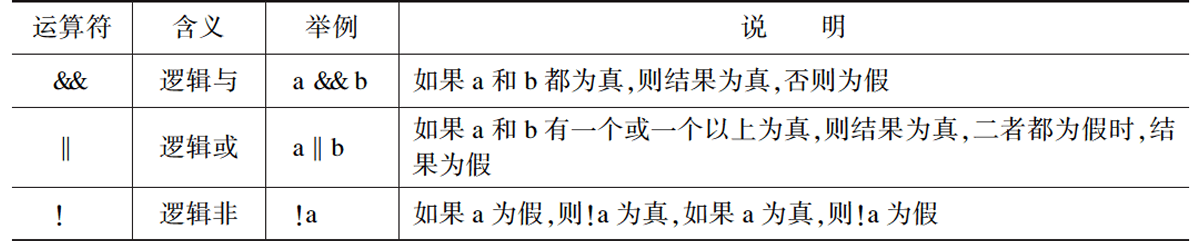 运算符 含义 举例 说 明
&& 逻辑与 a && b 如果 a 和 b 都为真,则结果为真,否则为假
‖ 逻辑或 a ‖ b 如果 a 和 b 有一个或一个以上为真,则结果为真,二者都为假时,结
果为假
! 逻辑非 !a 如果 a 为假,则!a 为真,如果 a 为真,则!a 为假